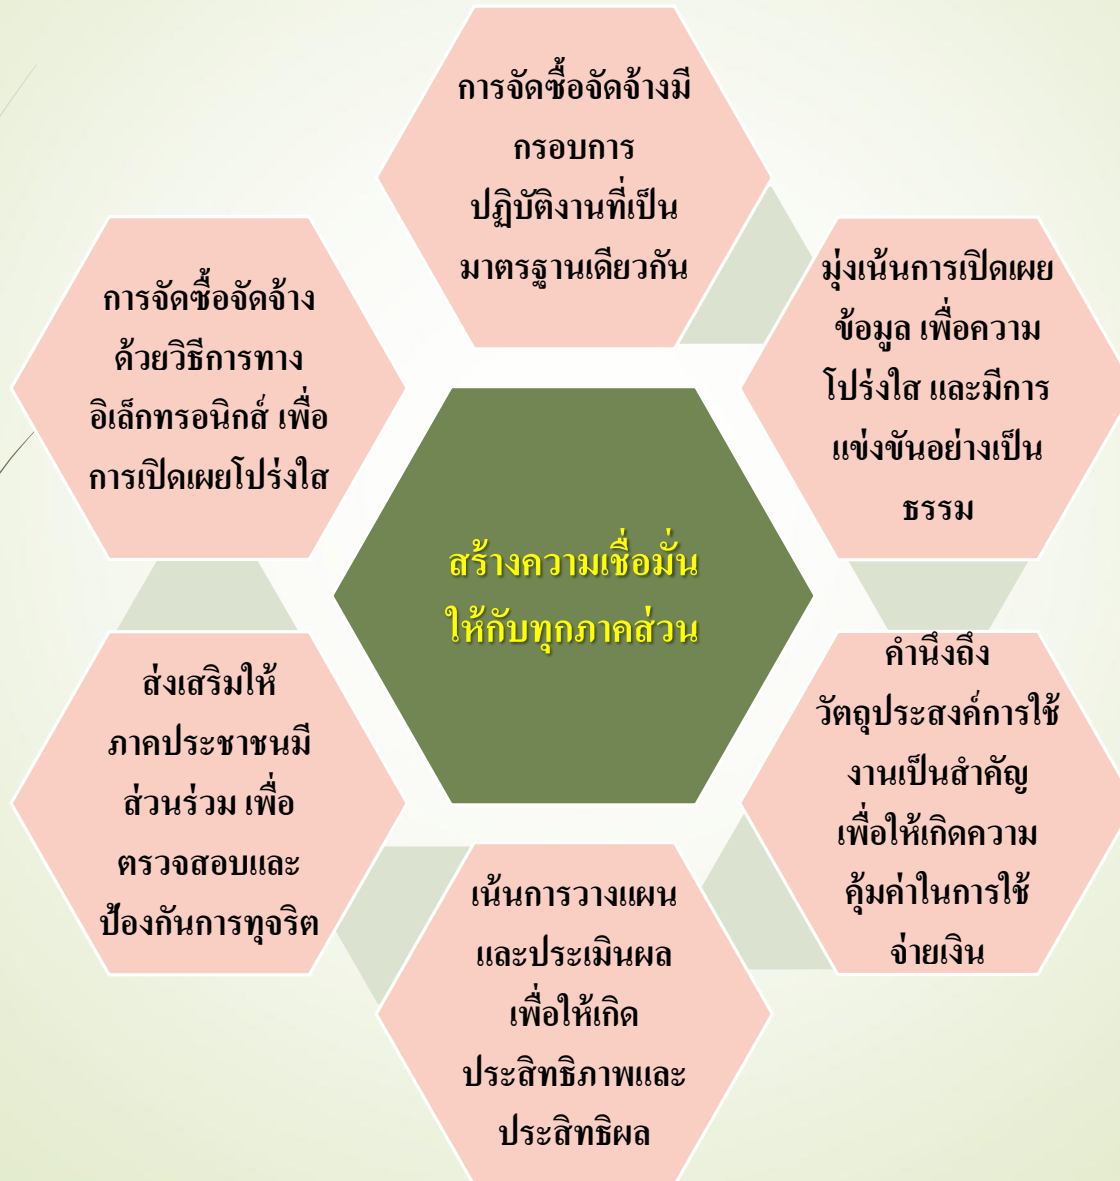 การจัดซื้อจัดจ้างมี
กรอบการ
ปฏิบัติงานที่เป็น
มาตรฐานเดียวกัน
มุ่งเน้นการเปิดเผย
ข้อมูล เพื่อความ
โปร่งใส และมีการ
แข่งขันอย่างเป็น
ธรรม
คำนึงถึง
วัตถุประสงค์การใช้
งานเป็นสำคัญ
เพื่อให้เกิดความ
คุ้มค่าในการใช้
จ่ายเงิน
เน้นการวางแผน
และประเมินผล
เพื่อให้เกิด
ประสิทธิภาพและ
ประสิทธิผล
ส่งเสริมให้
ภาคประชาชนมี
ส่วนร่วม เพื่อ
ตรวจสอบและ
ป้องกันการทุจริต
การจัดซื้อจัดจ้าง
ด้วยวิธีการทาง
อิเล็กทรอนิกส์ เพื่อ
การเปิดเผยโปร่งใส
สร้างความเชื่อมั่น
ให้กับทุกภาคส่วน